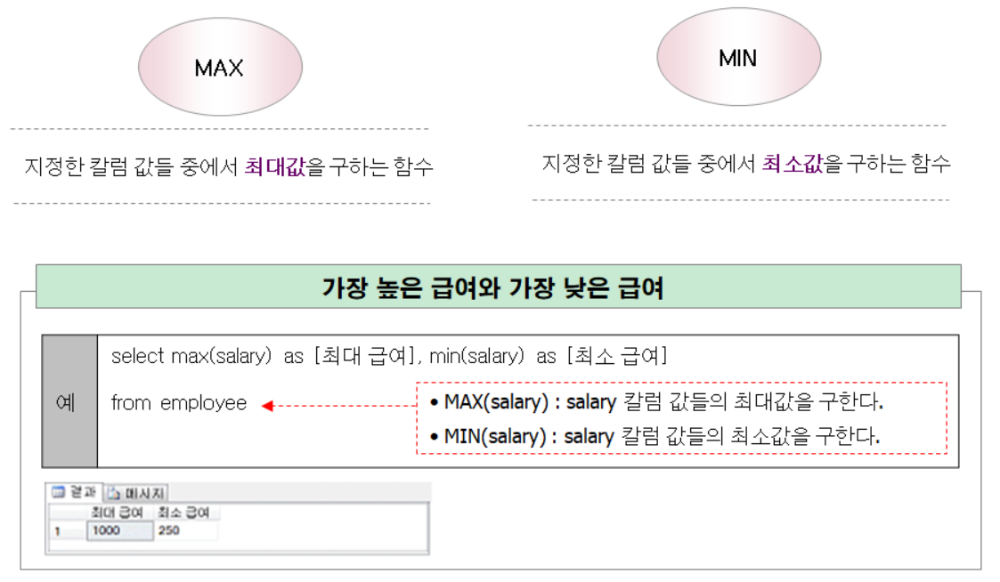 MAX
MIN
지정한 칼럼 값들 중에서 최대값을 구하는 함수
지정한 칼럼 값들 중에서 최소값을 구하는 함수
가장 높은 급여와 가장 낮은 급여
예
select max(salary) as [최대 급여], min(salary) as [최소 급여]
from employee
• MAX(salary) : salary 칼럼 값들의 최대값을 구한다.
• MIN(salary) : salary 칼럼 값들의 최소값을 구한다.
결과 메시지
최대 급여 최소 급여
1 1000 250